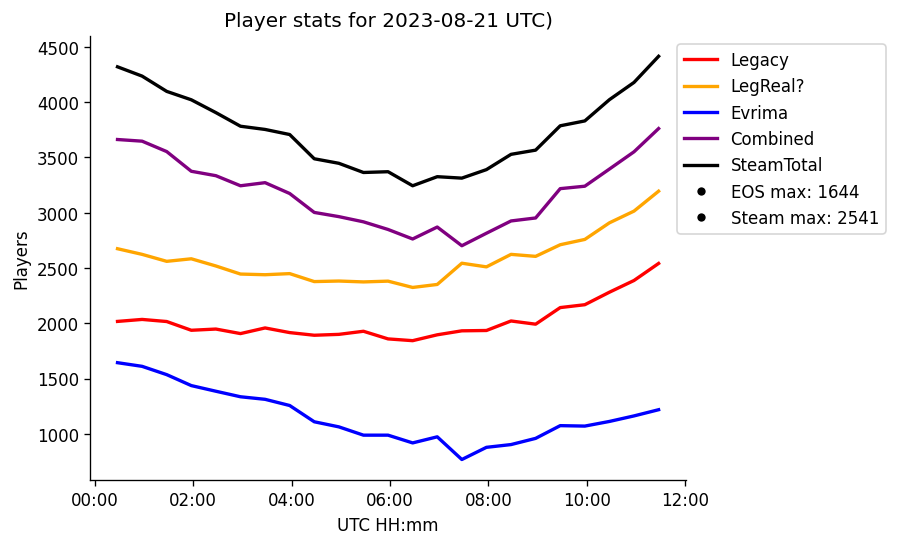 Player stats for 2023-08-21 UTC)
4500
4000
3500
3000
2500
2000
1500
1000
Players
00:00 02:00 04:00 06:00 08:00 10:00 12:00
UTC HH:mm
Legacy
LegReal?
Evrima
Combined
SteamTotal
EOS max: 1644
Steam max: 2541